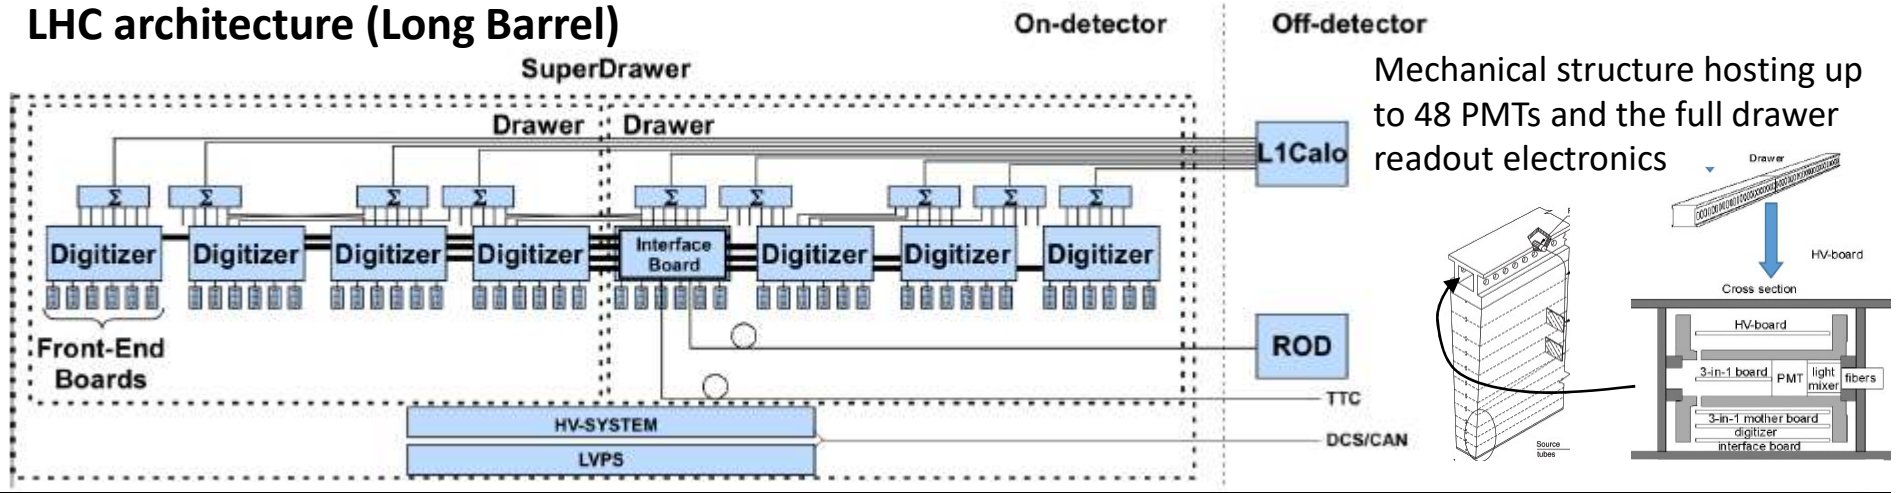 LHC architecture (Long Barrel)
On-detector
Off-detector
SuperDrawer
Mechanical structure hosting up
to 48 PMTs and the full drawer
readout electronics
Drawer
Drawer
L1Calo
Σ Σ Σ Σ Σ Σ Σ Σ Σ
Digitizer
Digitizer
Digitizer
Digitizer
Interface
Board
Digitizer
Digitizer
Digitizer
Front-End
Boards
ROD
TTC
HV-SYSTEM
DCS/CAN
LVPS
Drawer
HV-board
Cross section
HV-board
3-in-1 board
PMT
light
mixer
fibers
3-in-1 mother board
digitizer
interface board
Source
tubes